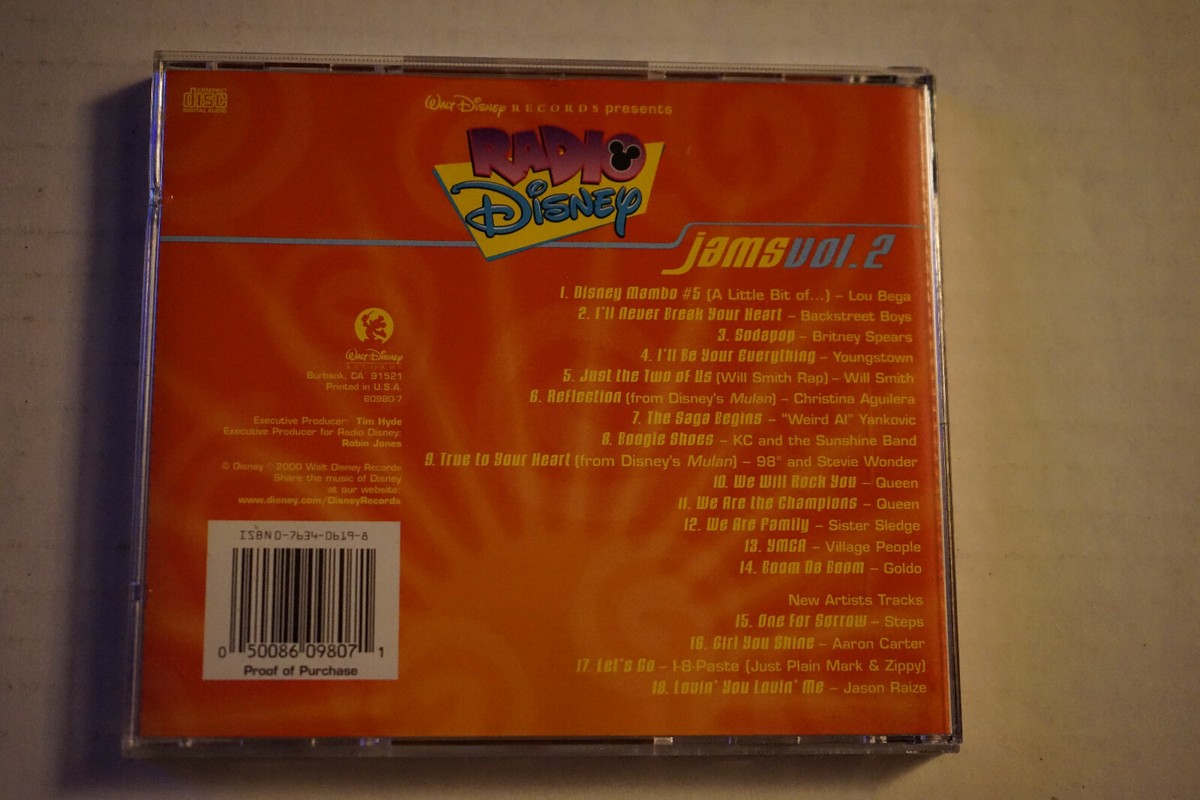 COMPACT
disc
DIGITAL AUDIO
Walt Disney RECORDS presents
RADIO
Disney
jams vol.2
1. Disney Mambo #5 (A Little Bit of...) – Lou Bega
2. I'll Never Break Your Heart – Backstreet Boys
3. Sodapop – Britney Spears
4. I'll Be Your Everything – Youngstown
5. Just the Two of Us (Will Smith Rap) – Will Smith
6. Reflection (from Disney's Mulan) – Christina Aguilera
7. The Saga Begins – "Weird Al" Yankovic
8. Boogie Shoes – KC and the Sunshine Band
9. True to Your Heart (from Disney's Mulan) – 98° and Stevie Wonder
10. We Will Rock You – Queen
11. We Are the Champions – Queen
12. We Are Family – Sister Sledge
13. YMCA – Village People
14. Boom Da Boom – Goldo
New Artists Tracks
15. One For Sorrow – Steps
16. Girl You Shine – Aaron Carter
17. Let's Go – I-8-Paste (Just Plain Mark & Zippy)
18. Lovin' You Lovin' Me – Jason Raize
Walt Disney
RECORDS
Burbank, CA 91521
Printed in U.S.A.
60980-7
Executive Producer: Tim Hyde
Executive Producer for Radio Disney:
Robin Jones
© Disney ℗ 2000 Walt Disney Records
Share the music of Disney
at our website:
www.disney.com/DisneyRecords
ISBN 0-7634-0619-8
0 50086 09807 1
Proof of Purchase